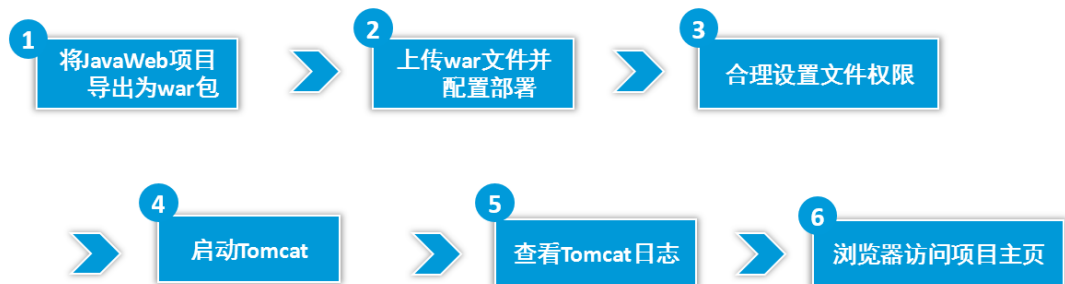 1
将JavaWeb项目
导出为war包
2
上传war文件并
配置部署
3
合理设置文件权限
4
启动Tomcat
5
查看Tomcat日志
6
浏览器访问项目主页